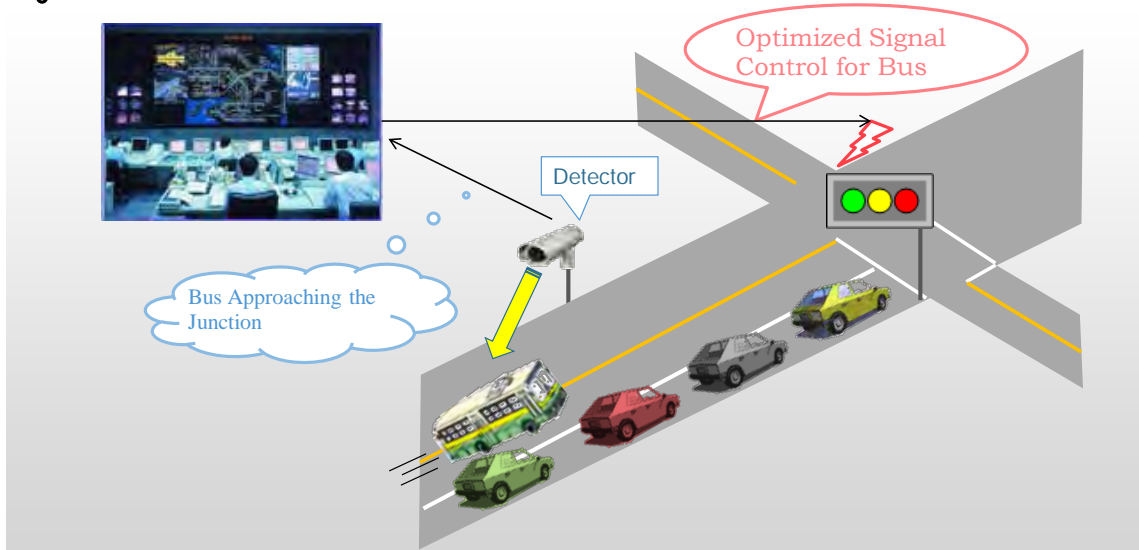 Optimized Signal
Control for Bus
Detector
Bus Approaching the
Junction